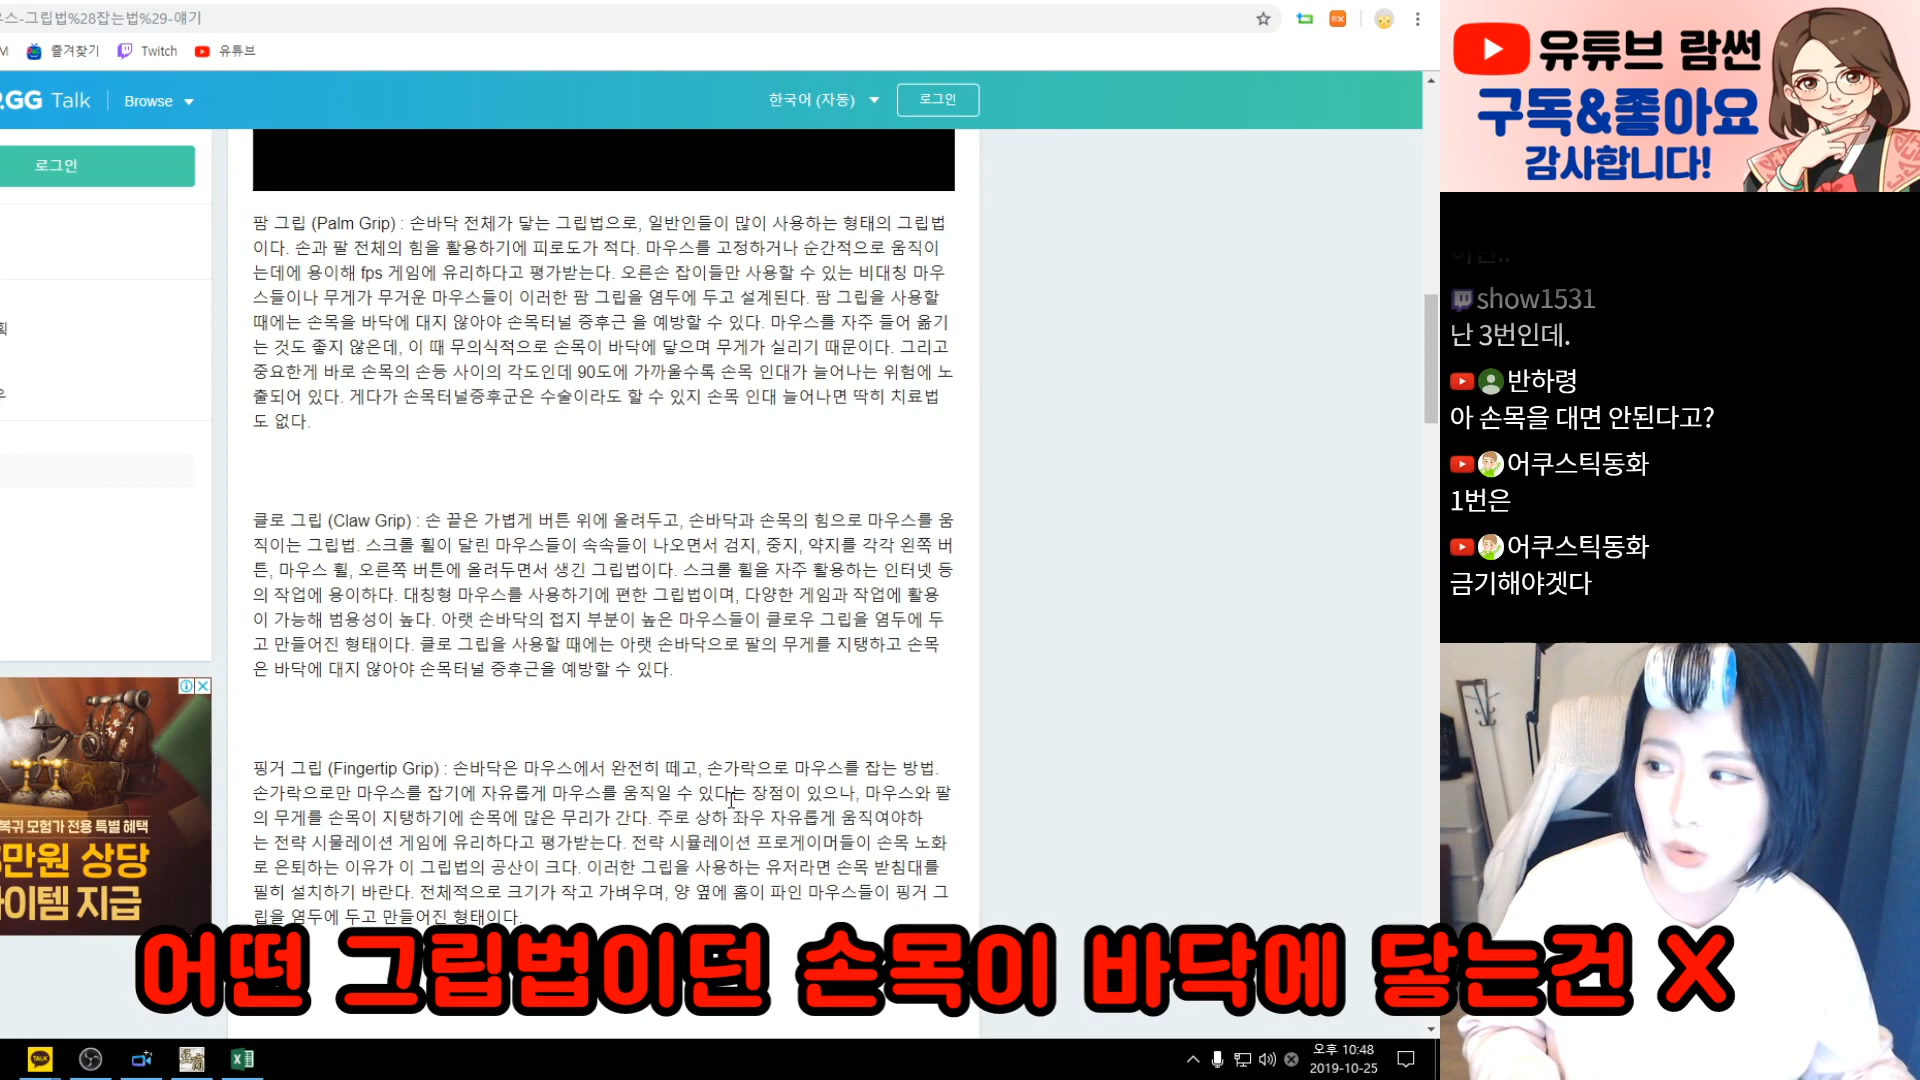 우스-그립법%28잡는법%29-얘기
M 즐겨찾기 Twitch 유튜브
.GG Talk Browse 한국어 (자동) 로그인
로그인
팜 그립 (Palm Grip) : 손바닥 전체가 닿는 그립법으로, 일반인들이 많이 사용하는 형태의 그립법
이다. 손과 팔 전체의 힘을 활용하기에 피로도가 적다. 마우스를 고정하거나 순간적으로 움직이
는데에 용이해 fps 게임에 유리하다고 평가받는다. 오른손 잡이들만 사용할 수 있는 비대칭 마우
스들이나 무게가 무거운 마우스들이 이러한 팜 그립을 염두에 두고 설계된다. 팜 그립을 사용할
때에는 손목을 바닥에 대지 않아야 손목터널 증후근 을 예방할 수 있다. 마우스를 자주 들어 옮기
는 것도 좋지 않은데, 이 때 무의식적으로 손목이 바닥에 닿으며 무게가 실리기 때문이다. 그리고
중요한게 바로 손목의 손등 사이의 각도인데 90도에 가까울수록 손목 인대가 늘어나는 위험에 노
출되어 있다. 게다가 손목터널증후군은 수술이라도 할 수 있지 손목 인대 늘어나면 딱히 치료법
도 없다.
클로 그립 (Claw Grip) : 손 끝은 가볍게 버튼 위에 올려두고, 손바닥과 손목의 힘으로 마우스를 움
직이는 그립법. 스크롤 휠이 달린 마우스들이 속속들이 나오면서 검지, 중지, 약지를 각각 왼쪽 버
튼, 마우스 휠, 오른쪽 버튼에 올려두면서 생긴 그립법이다. 스크롤 휠을 자주 활용하는 인터넷 등
의 작업에 용이하다. 대칭형 마우스를 사용하기에 편한 그립법이며, 다양한 게임과 작업에 활용
이 가능해 범용성이 높다. 아랫 손바닥의 접지 부분이 높은 마우스들이 클로우 그립을 염두에 두
고 만들어진 형태이다. 클로 그립을 사용할 때에는 아랫 손바닥으로 팔의 무게를 지탱하고 손목
은 바닥에 대지 않아야 손목터널 증후근을 예방할 수 있다.
핑거 그립 (Fingertip Grip) : 손바닥은 마우스에서 완전히 떼고, 손가락으로 마우스를 잡는 방법.
손가락으로만 마우스를 잡기에 자유롭게 마우스를 움직일 수 있다는 장점이 있으나, 마우스와 팔
의 무게를 손목이 지탱하기에 손목에 많은 무리가 간다. 주로 상하 좌우 자유롭게 움직여야하
는 전략 시물레이션 게임에 유리하다고 평가받는다. 전략 시뮬레이션 프로게이머들이 손목 노화
로 은퇴하는 이유가 이 그립법의 공산이 크다. 이러한 그립을 사용하는 유저라면 손목 받침대를
필히 설치하기 바란다. 전체적으로 크기가 작고 가벼우며, 양 옆에 홈이 파인 마우스들이 핑거 그
립을 염두에 두고 만들어진 형태이다.
복귀 모험가 전용 특별 혜택
만원 상당
이템 지급
어떤 그립법이던 손목이 바닥에 닿는건 X
TALK
오후 10:48
2019-10-25
유튜브 람썬
구독&좋아요
감사합니다!
show1531
난 3번인데.
반하령
아 손목을 대면 안된다고?
어쿠스틱동화
1번은
어쿠스틱동화
금기해야겟다